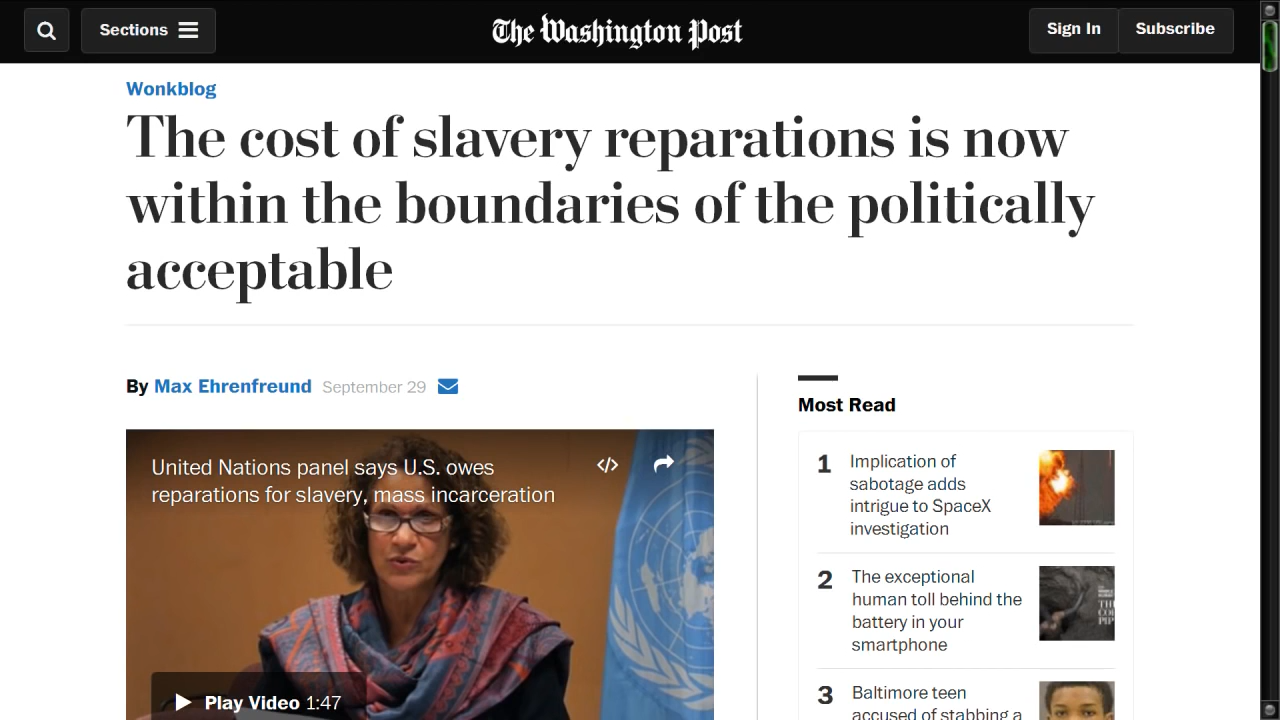 Sections
The Washington Post
Sign In
Subscribe
Wonkblog
The cost of slavery reparations is now
within the boundaries of the politically
acceptable
By Max Ehrenfreund September 29
United Nations panel says U.S. owes
reparations for slavery, mass incarceration
</>
Play Video 1:47
Most Read
1
Implication of
sabotage adds
intrigue to SpaceX
investigation
2
The exceptional
human toll behind the
battery in your
smartphone
3
Baltimore teen
accused of stabbing a